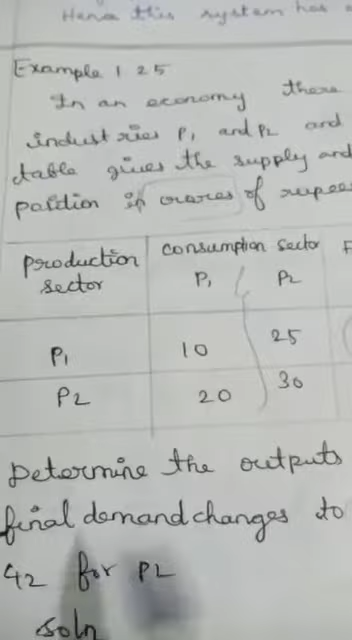 Hence this system has
Example 1 2 5
In an economy there
industries P1 and P2 and
table gives the supply and
position in crores of rupees
production sector
consumption sector F
P1 P2
P1 10 25
P2 20 30
Determine the outputs
final demand changes to
42 for P2
Soln